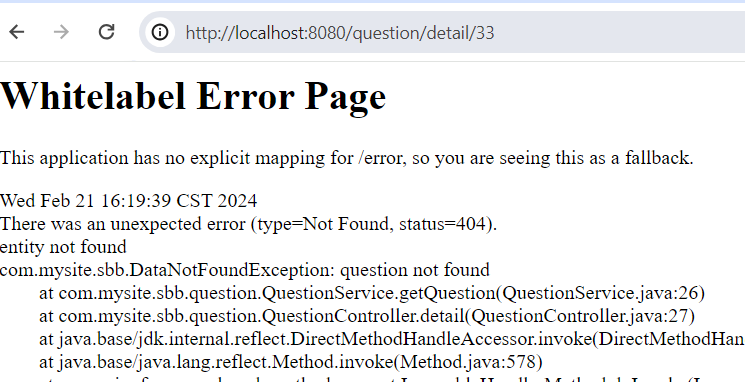 http://localhost:8080/question/detail/33
Whitelabel Error Page
This application has no explicit mapping for /error, so you are seeing this as a fallback.
Wed Feb 21 16:19:39 CST 2024
There was an unexpected error (type=Not Found, status=404).
entity not found
com.mysite.sbb.DataNotFoundException: question not found
at com.mysite.sbb.question.QuestionService.getQuestion(QuestionService.java:26)
at com.mysite.sbb.question.QuestionController.detail(QuestionController.java:27)
at java.base/jdk.internal.reflect.DirectMethodHandleAccessor.invoke(DirectMethodHan
at java.base/java.lang.reflect.Method.invoke(Method.java:578)